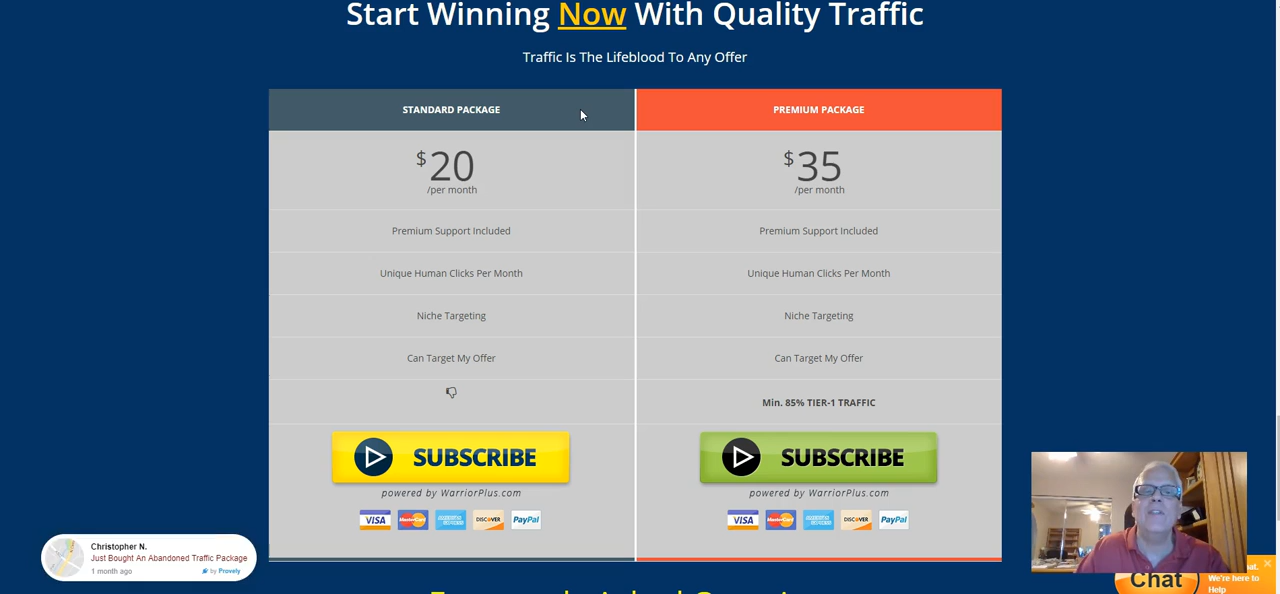 Start Winning Now With Quality Traffic
Traffic Is The Lifeblood To Any Offer
STANDARD PACKAGE
$20
/per month
Premium Support Included
Unique Human Clicks Per Month
Niche Targeting
Can Target My Offer
SUBSCRIBE
powered by WarriorPlus.com
VISA MasterCard DISCOVER PayPal
PREMIUM PACKAGE
$35
/per month
Premium Support Included
Unique Human Clicks Per Month
Niche Targeting
Can Target My Offer
Min. 85% TIER-1 TRAFFIC
SUBSCRIBE
powered by WarriorPlus.com
VISA MasterCard DISCOVER PayPal
Christopher N.
Just Bought An Abandoned Traffic Package
1 month ago
by Provely
Chat
We're here to
Help